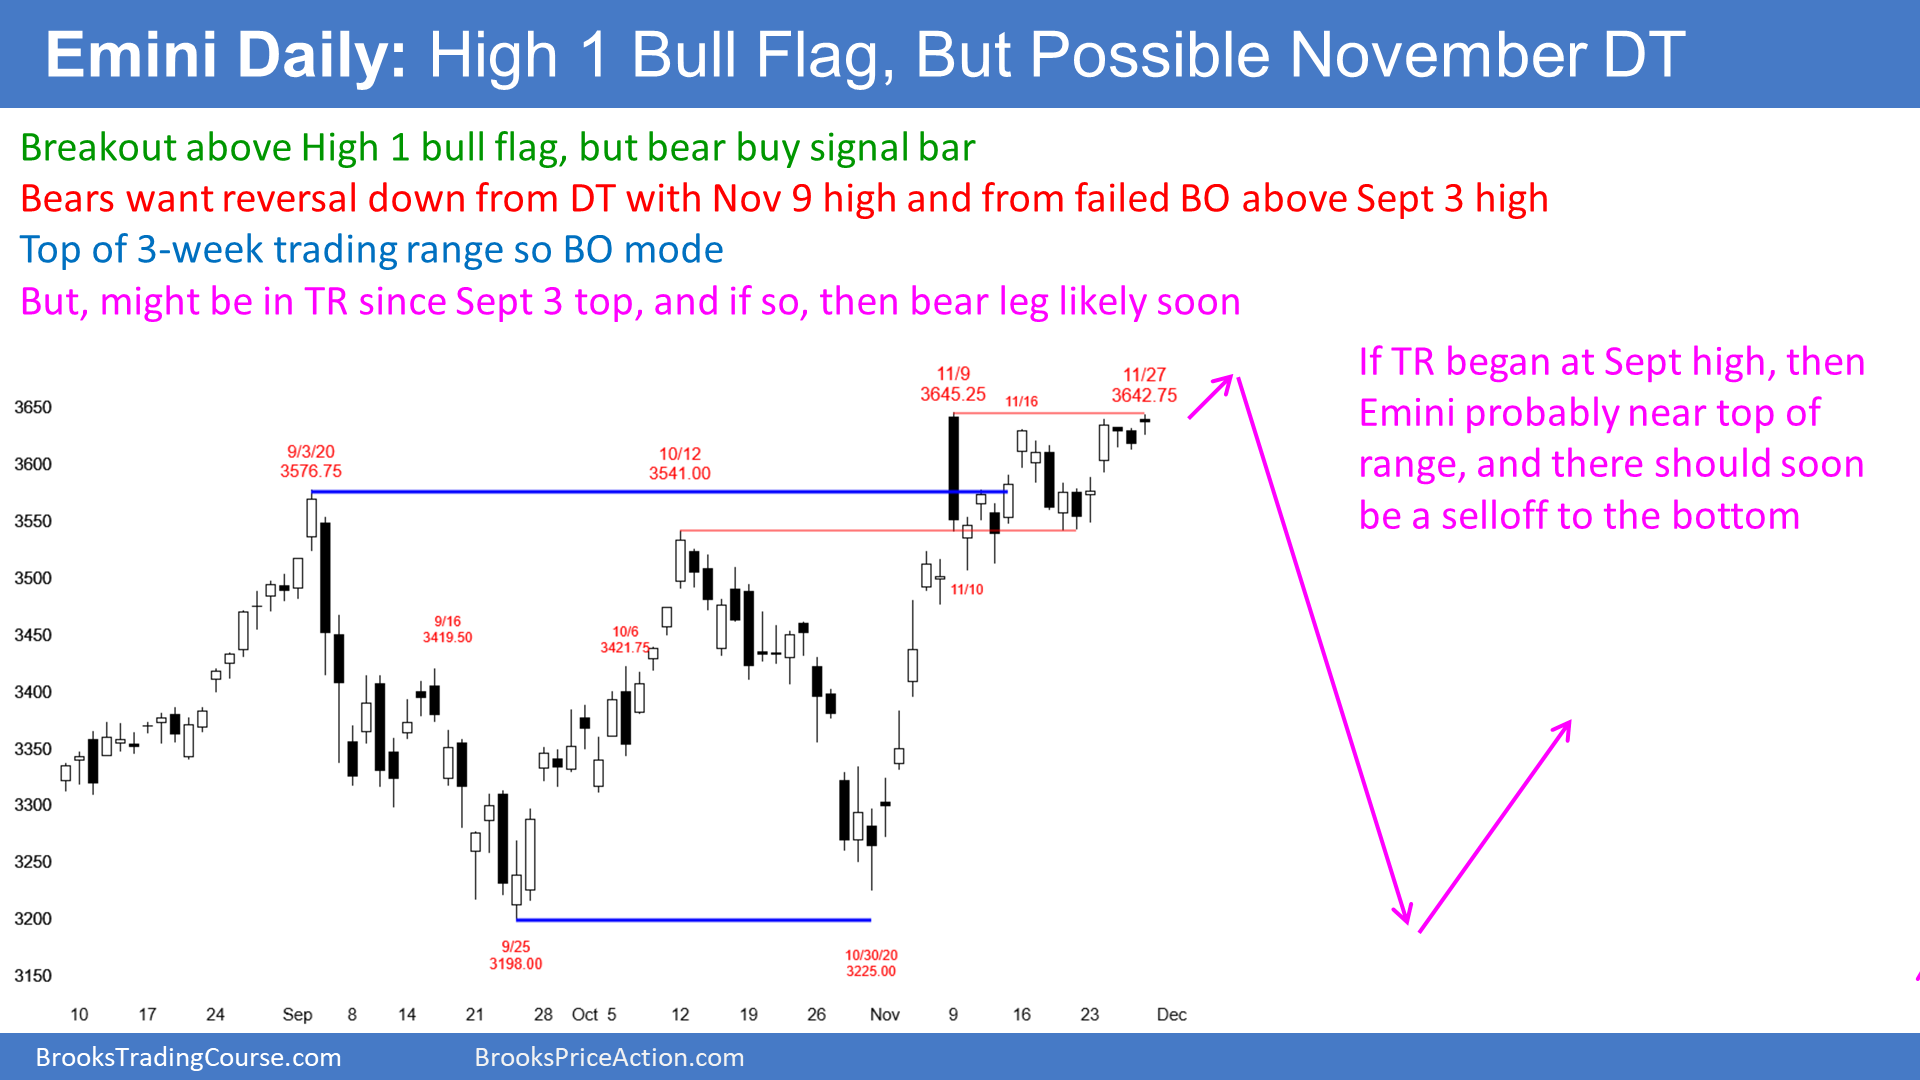 Emini Daily: High 1 Bull Flag, But Possible November DT
Breakout above High 1 bull flag, but bear buy signal bar
Bears want reversal down from DT with Nov 9 high and from failed BO above Sept 3 high
Top of 3-week trading range so BO mode
But, might be in TR since Sept 3 top, and if so, then bear leg likely soon
If TR began at Sept high, then
Emini probably near top of
range, and there should soon
be a selloff to the bottom
11/9
3645.25
11/16
11/27
3642.75
9/3/20
3576.75
10/12
3541.00
11/10
9/16
3419.50
10/6
3421.75
9/25
3198.00
10/30/20
3225.00
3650
3600
3550
3500
3450
3400
3350
3300
3250
3200
3150
10 17 24 Sep 8 14 21 28 Oct 5 12 19 26 Nov 9 16 23 Dec
BrooksTradingCourse.com
BrooksPriceAction.com